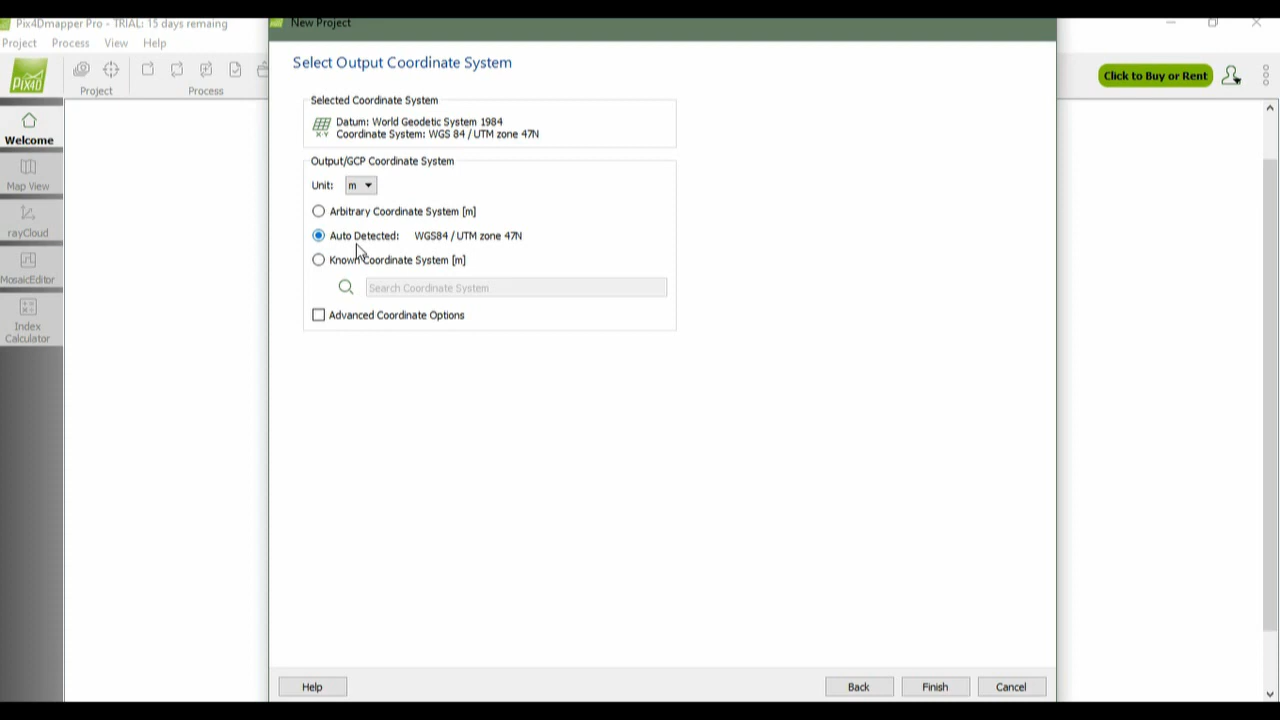 Pix4Dmapper Pro - TRIAL: 15 days remaing
New Project
Project Process View Help
PIX4D
Project
Process
Click to Buy or Rent
Welcome
Map View
rayCloud
MosaicEditor
Index
Calculator
Select Output Coordinate System
Selected Coordinate System
Datum: World Geodetic System 1984
Coordinate System: WGS 84 / UTM zone 47N
X-Y
Output/GCP Coordinate System
Unit: m
Arbitrary Coordinate System [m]
Auto Detected: WGS84 / UTM zone 47N
Known Coordinate System [m]
Search Coordinate System
Advanced Coordinate Options
Help
Back
Finish
Cancel